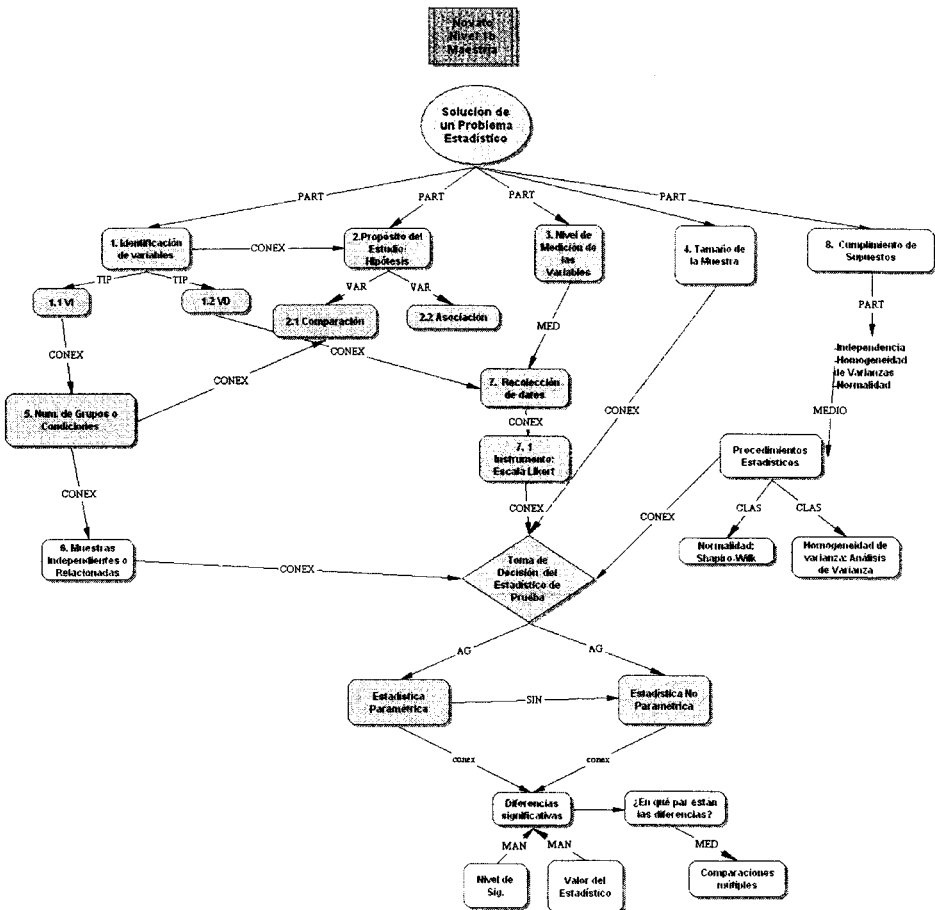 Novato
Nivel 1b
Maestría
Solución de
un Problema
Estadístico
PART
PART
PART
PART
PART
1. Identificación
de variables
CONEX
2.Propósito del
Estudio:
Hipótesis
3. Nivel de
Medición de
las
Variables
4. Tamaño de
la Muestra
8. Cumplimiento de
Supuestos
TIP
TIP
VAR
VAR
PART
1.1 VI
1.2 VD
2.1 Comparación
2.2 Asociación
MED
-Independencia
-Homogeneidad
de Varianzas
-Normalidad
CONEX
CONEX
CONEX
7. Recolección
de datos
CONEX
MEDIO
5. Num. de Grupos o
Condiciones
CONEX
7. 1
Instrumento:
Escala Likert
Procedimientos
Estadísticos
CONEX
CONEX
CONEX
CLAS
CLAS
6. Muestras
Independientes o
Relacionadas
CONEX
Toma de
Decisión del
Estadístico de
Prueba
Normalidad:
Shapiro-Wilk
Homogeneidad de
varianza: Análisis
de Varianza
AG
AG
Estadística
Paramétrica
SIN
Estadística No
Paramétrica
conex
conex
Diferencias
significativas
¿En qué par están
las diferencias?
MAN
MAN
MED
Nivel de
Sig.
Valor del
Estadístico
Comparaciones
múltiples